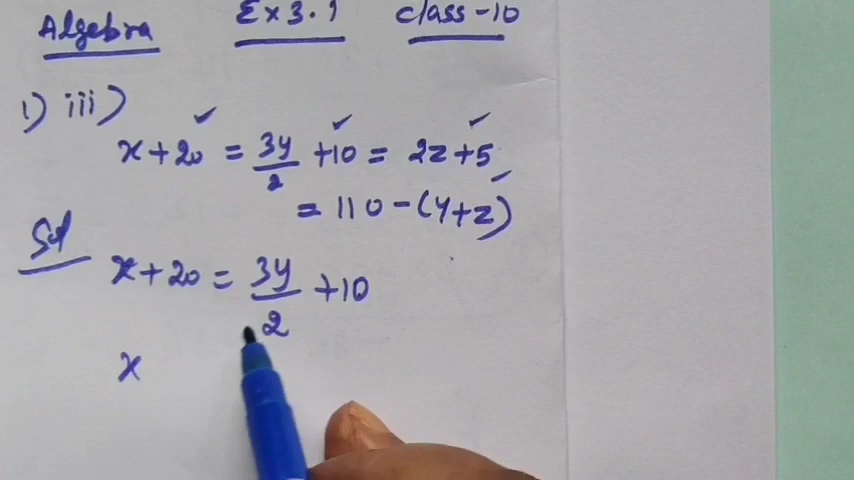 Algebra Ex 3.1 class-10
1) iii)
x+20 = 3y/2 +10 = 2z+5
= 110-(y+z)
Sol
x+20 = 3y/2 +10
x